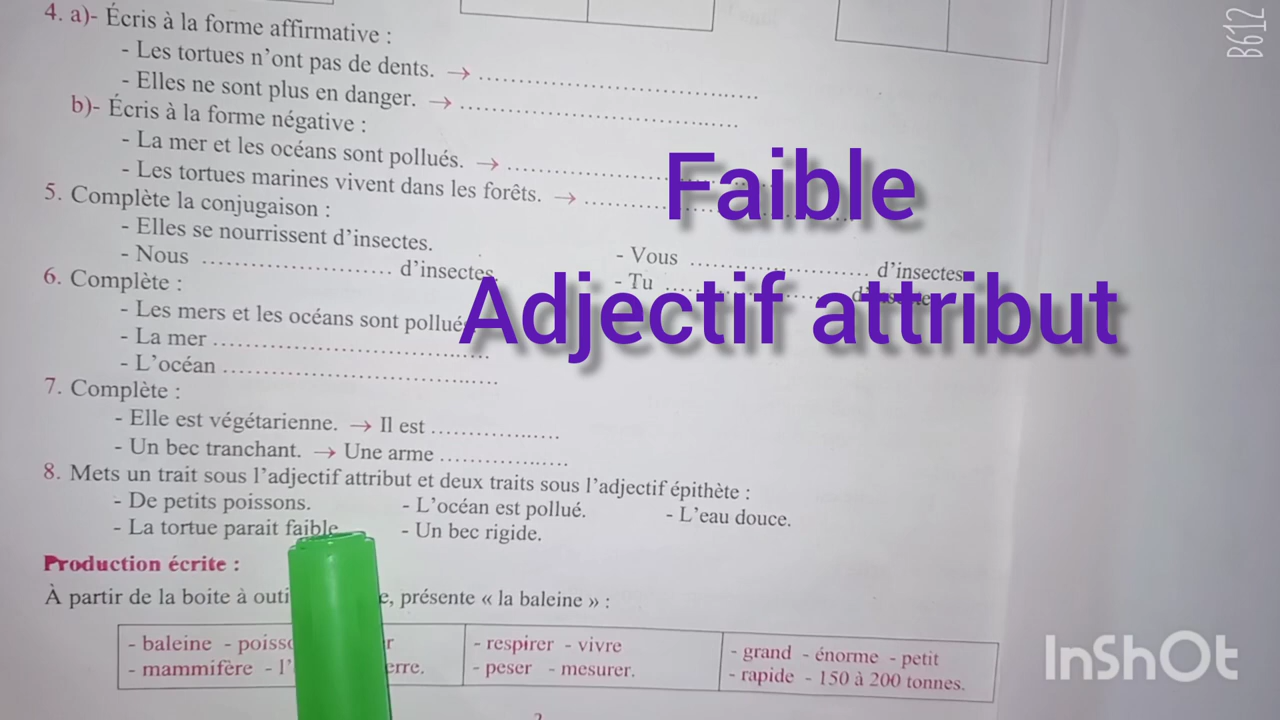 4. a)- Écris à la forme affirmative :
- Les tortues n'ont pas de dents. → ..............................
- Elles ne sont plus en danger. → ..............................
b)- Écris à la forme négative :
- La mer et les océans sont pollués. → ..............................
- Les tortues marines vivent dans les forêts. → ..............................
5. Complète la conjugaison :
- Elles se nourrissent d'insectes.
- Nous .............................. d'insectes.
- Vous .............................. d'insectes
- Tu ..............................
6. Complète :
- Les mers et les océans sont pollués
- La mer ..............................
- L'océan ..............................
7. Complète :
- Elle est végétarienne. → Il est ....................
- Un bec tranchant. → Une arme ....................
8. Mets un trait sous l'adjectif attribut et deux traits sous l'adjectif épithète :
- De petits poissons. - L'océan est pollué. - L'eau douce.
- La tortue parait faible - Un bec rigide.
Production écrite :
À partir de la boite à présente « la baleine » :
- baleine
- mammifère
- respirer - vivre
- peser - mesurer.
- grand - énorme - petit
- rapide - 150 à 200 tonnes.
Faible
Adjectif attribut
B612
InShOt